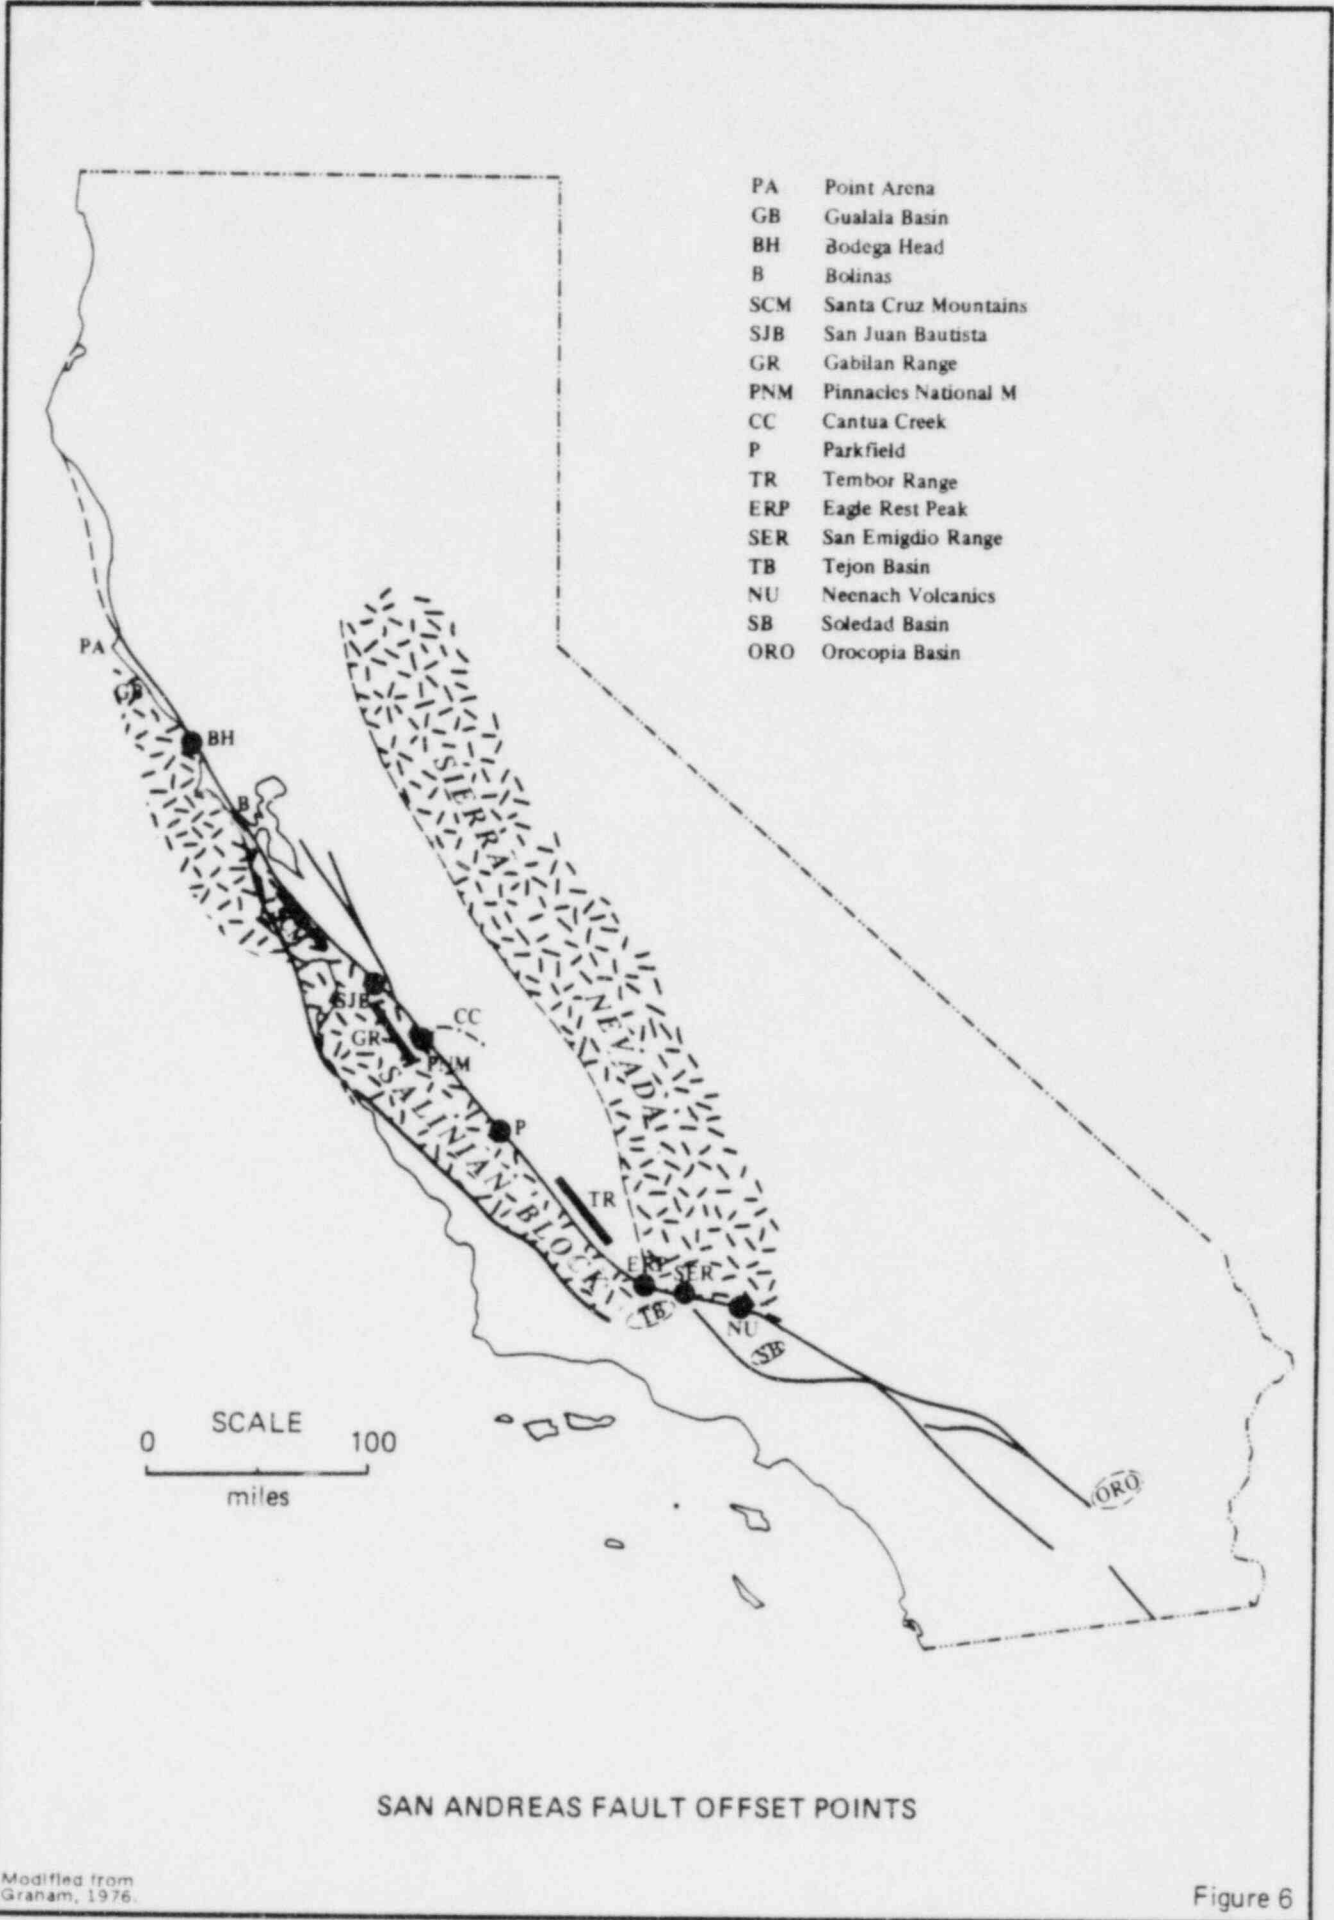 PA Point Arena
GB Gualala Basin
BH Bodega Head
B Bolinas
SCM Santa Cruz Mountains
SJB San Juan Bautista
GR Gabilan Range
PNM Pinnacles National M
CC Cantua Creek
P Parkfield
TR Tembor Range
ERP Eagle Rest Peak
SER San Emigdio Range
TB Tejon Basin
NU Neenach Volcanics
SB Soledad Basin
ORO Orocopia Basin
PA
GB
BH
B
SIERRA NEVADA
SJB
CC
GR
PNM
SALINIAN BLOCK
P
TR
ERP
SER
TB
NU
SB
ORO
SCALE
0 100
miles
SAN ANDREAS FAULT OFFSET POINTS
Modified from
Graham, 1976.
Figure 6